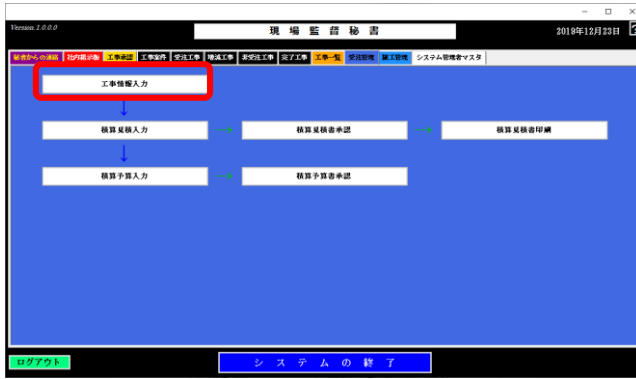 Version 1.0.0.0
現場監督秘書
2019年12月23日
秘書からの連絡 社内掲示板 工事承認 工事案件 受注工事 増減工事 非受注工事 完了工事 工事一覧 受注管理 施工管理 システム管理者マスタ
工事情報入力
積算見積入力 積算見積書承認 積算見積書印刷
積算予算入力 積算予算書承認
ログアウト システムの終了